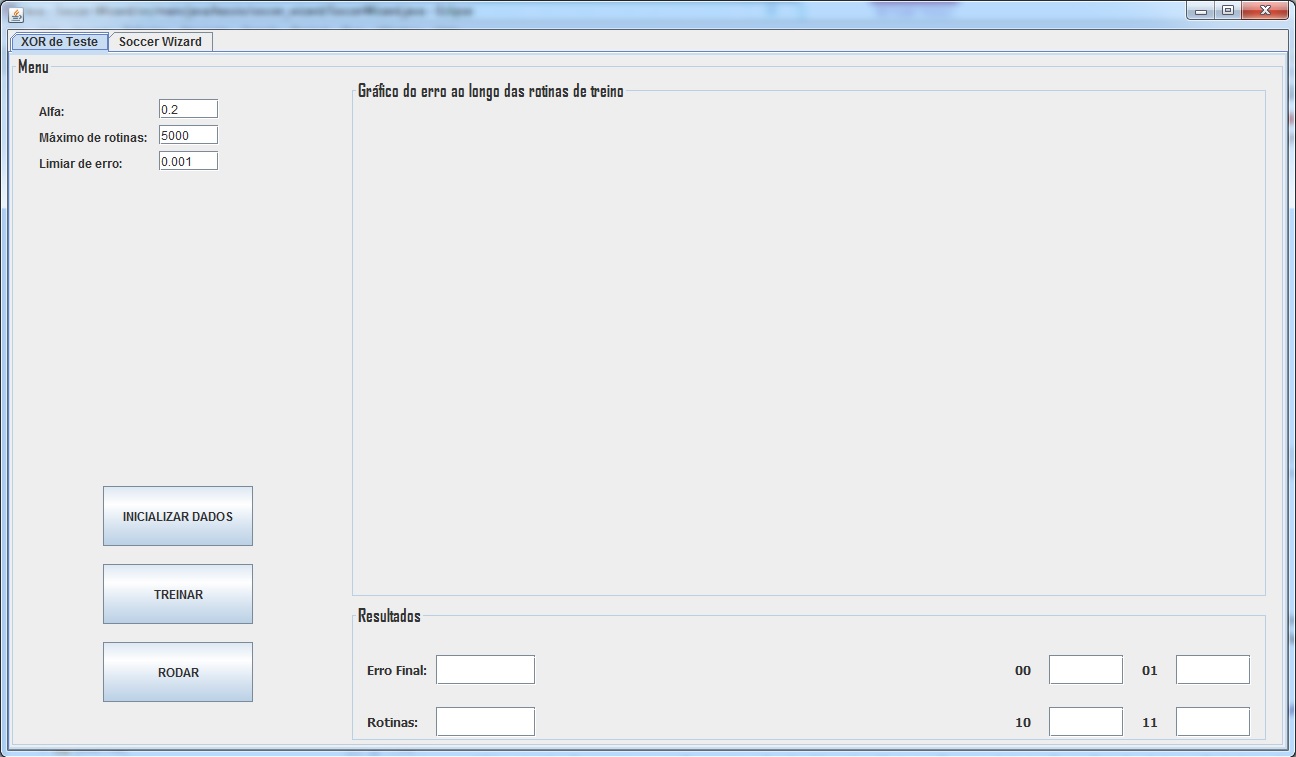 XOR de Teste Soccer Wizard
Menu
Alfa: 0.2
Máximo de rotinas: 5000
Limiar de erro: 0.001
INICIALIZAR DADOS
TREINAR
RODAR
Gráfico do erro ao longo das rotinas de treino
Resultados
Erro Final: 00 01
Rotinas: 10 11